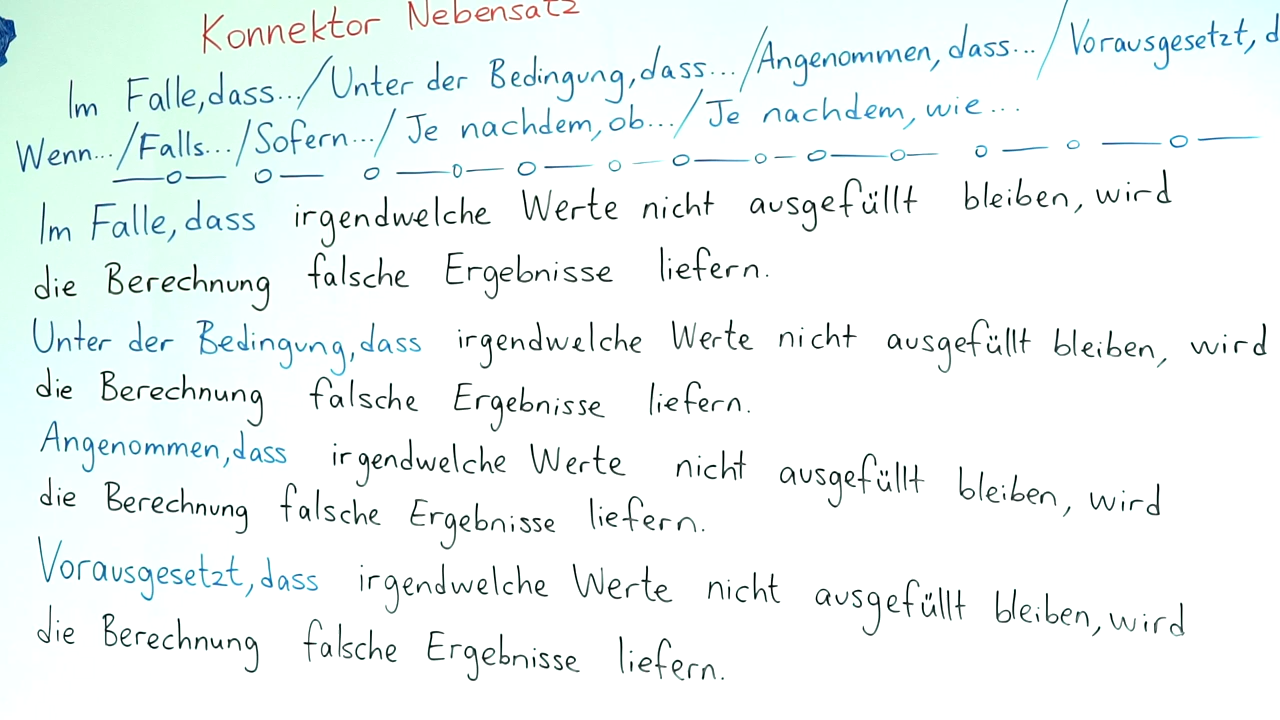 Konnektor Nebensatz
Im Falle, dass.../Unter der Bedingung, dass.../Angenommen, dass.../Vorausgesetzt, d
Wenn.../Falls.../Sofern.../Je nachdem, ob.../Je nachdem, wie...
Im Falle, dass irgendwelche Werte nicht ausgefüllt bleiben, wird
die Berechnung falsche Ergebnisse liefern.
Unter der Bedingung, dass irgendwelche Werte nicht ausgefüllt bleiben, wird
die Berechnung falsche Ergebnisse liefern.
Angenommen, dass irgendwelche Werte nicht ausgefüllt bleiben, wird
die Berechnung falsche Ergebnisse liefern.
Vorausgesetzt, dass irgendwelche Werte nicht ausgefüllt bleiben, wird
die Berechnung falsche Ergebnisse liefern.